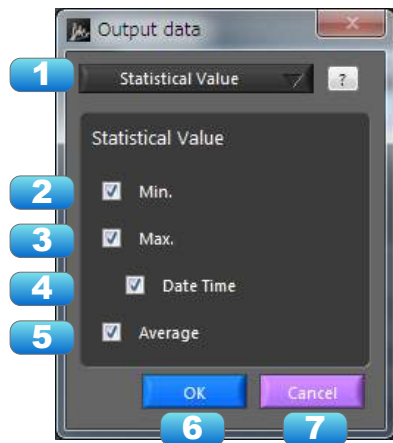 Output data
1 Statistical Value ?
Statistical Value
2 Min.
3 Max.
4 Date Time
5 Average
OK Cancel
6 7